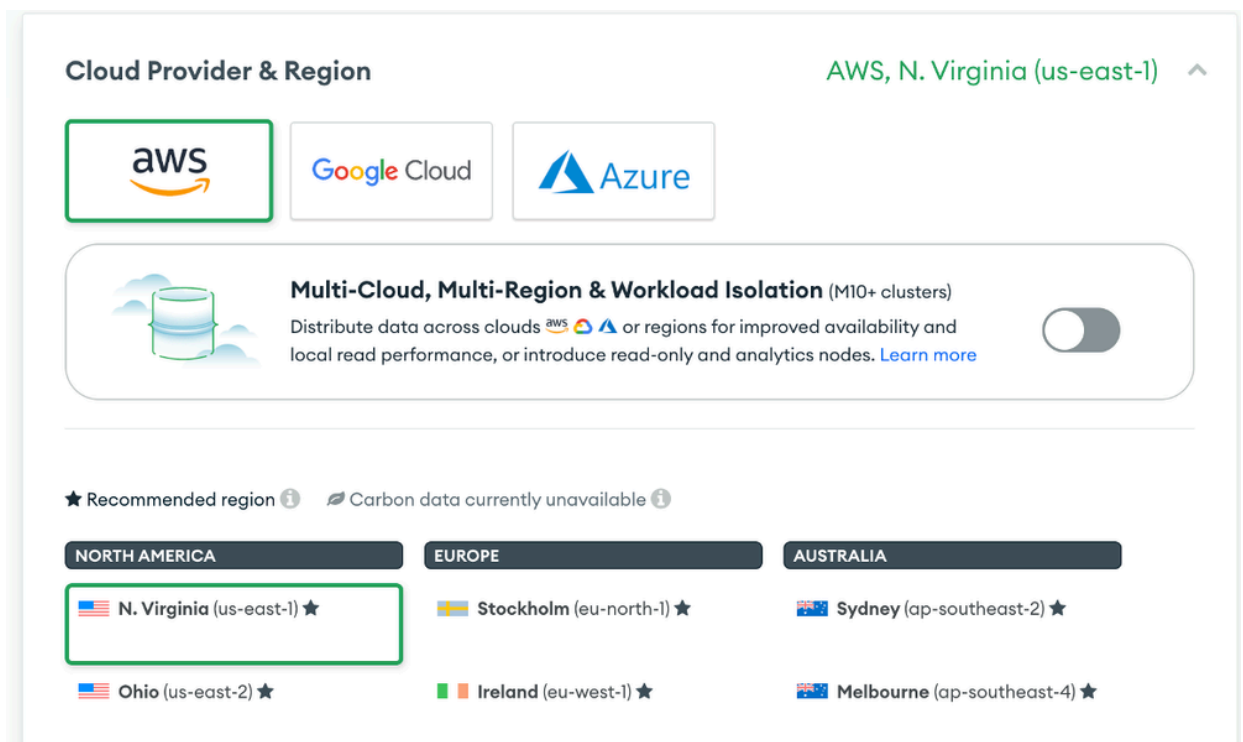 Cloud Provider & Region
AWS, N. Virginia (us-east-1)
aws
Google Cloud
Azure
Multi-Cloud, Multi-Region & Workload Isolation (M10+ clusters)
Distribute data across clouds aws or regions for improved availability and
local read performance, or introduce read-only and analytics nodes. Learn more
★ Recommended region i Carbon data currently unavailable i
NORTH AMERICA
N. Virginia (us-east-1) ★
Ohio (us-east-2) ★
EUROPE
Stockholm (eu-north-1) ★
Ireland (eu-west-1) ★
AUSTRALIA
Sydney (ap-southeast-2) ★
Melbourne (ap-southeast-4) ★